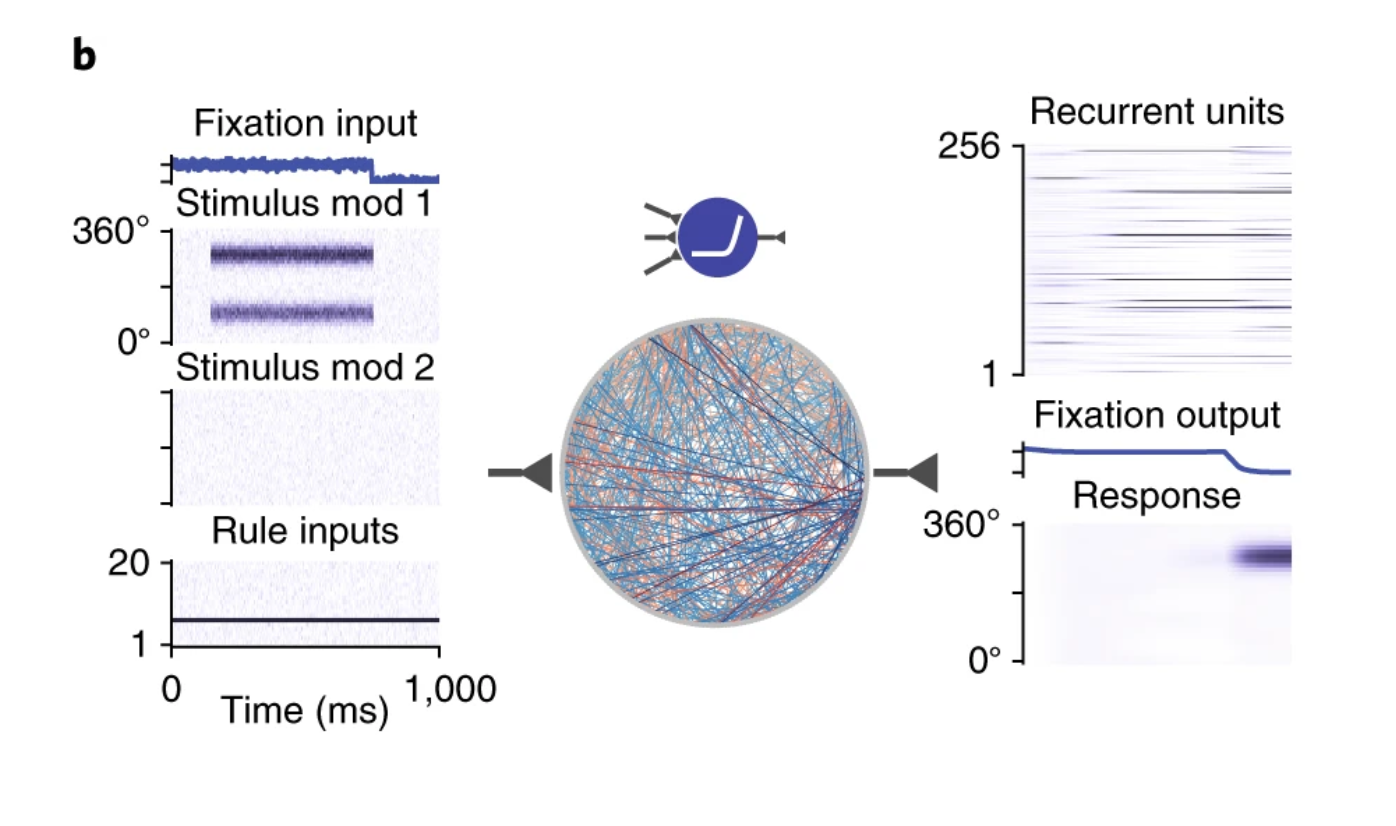 b
Fixation input
Stimulus mod 1
360°
0°
Stimulus mod 2
Rule inputs
20
1
0
1,000
Time (ms)
Recurrent units
256
1
Fixation output
Response
360°
0°